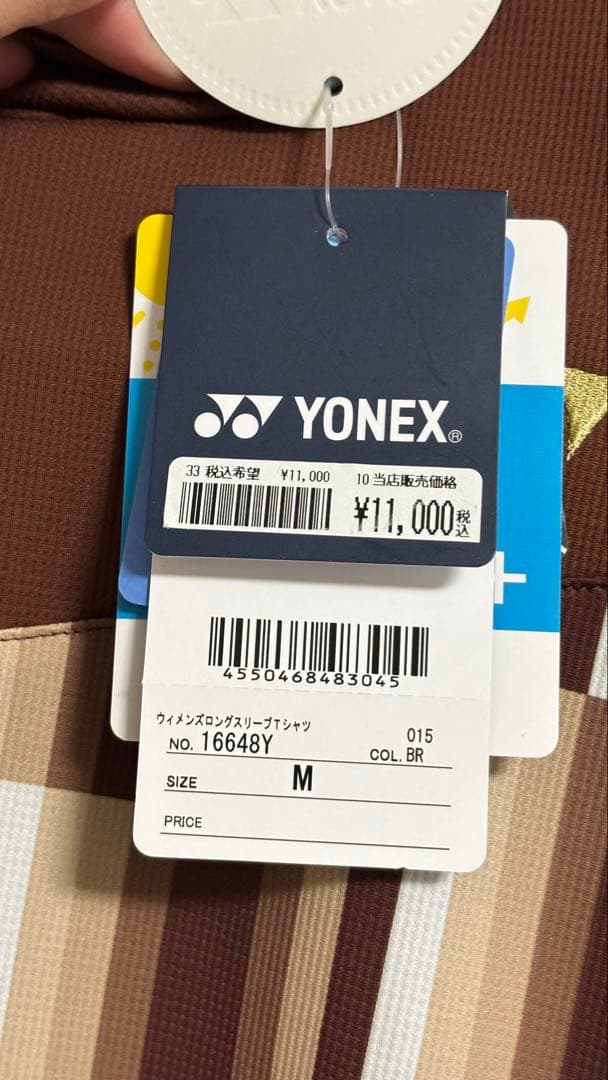 YONEX®
33 税込希望 ¥11,000 10 当店販売価格
¥11,000税込
4550468483045
ウィメンズロングスリーブTシャツ
NO. 16648Y
015
COL. BR
SIZE M
PRICE